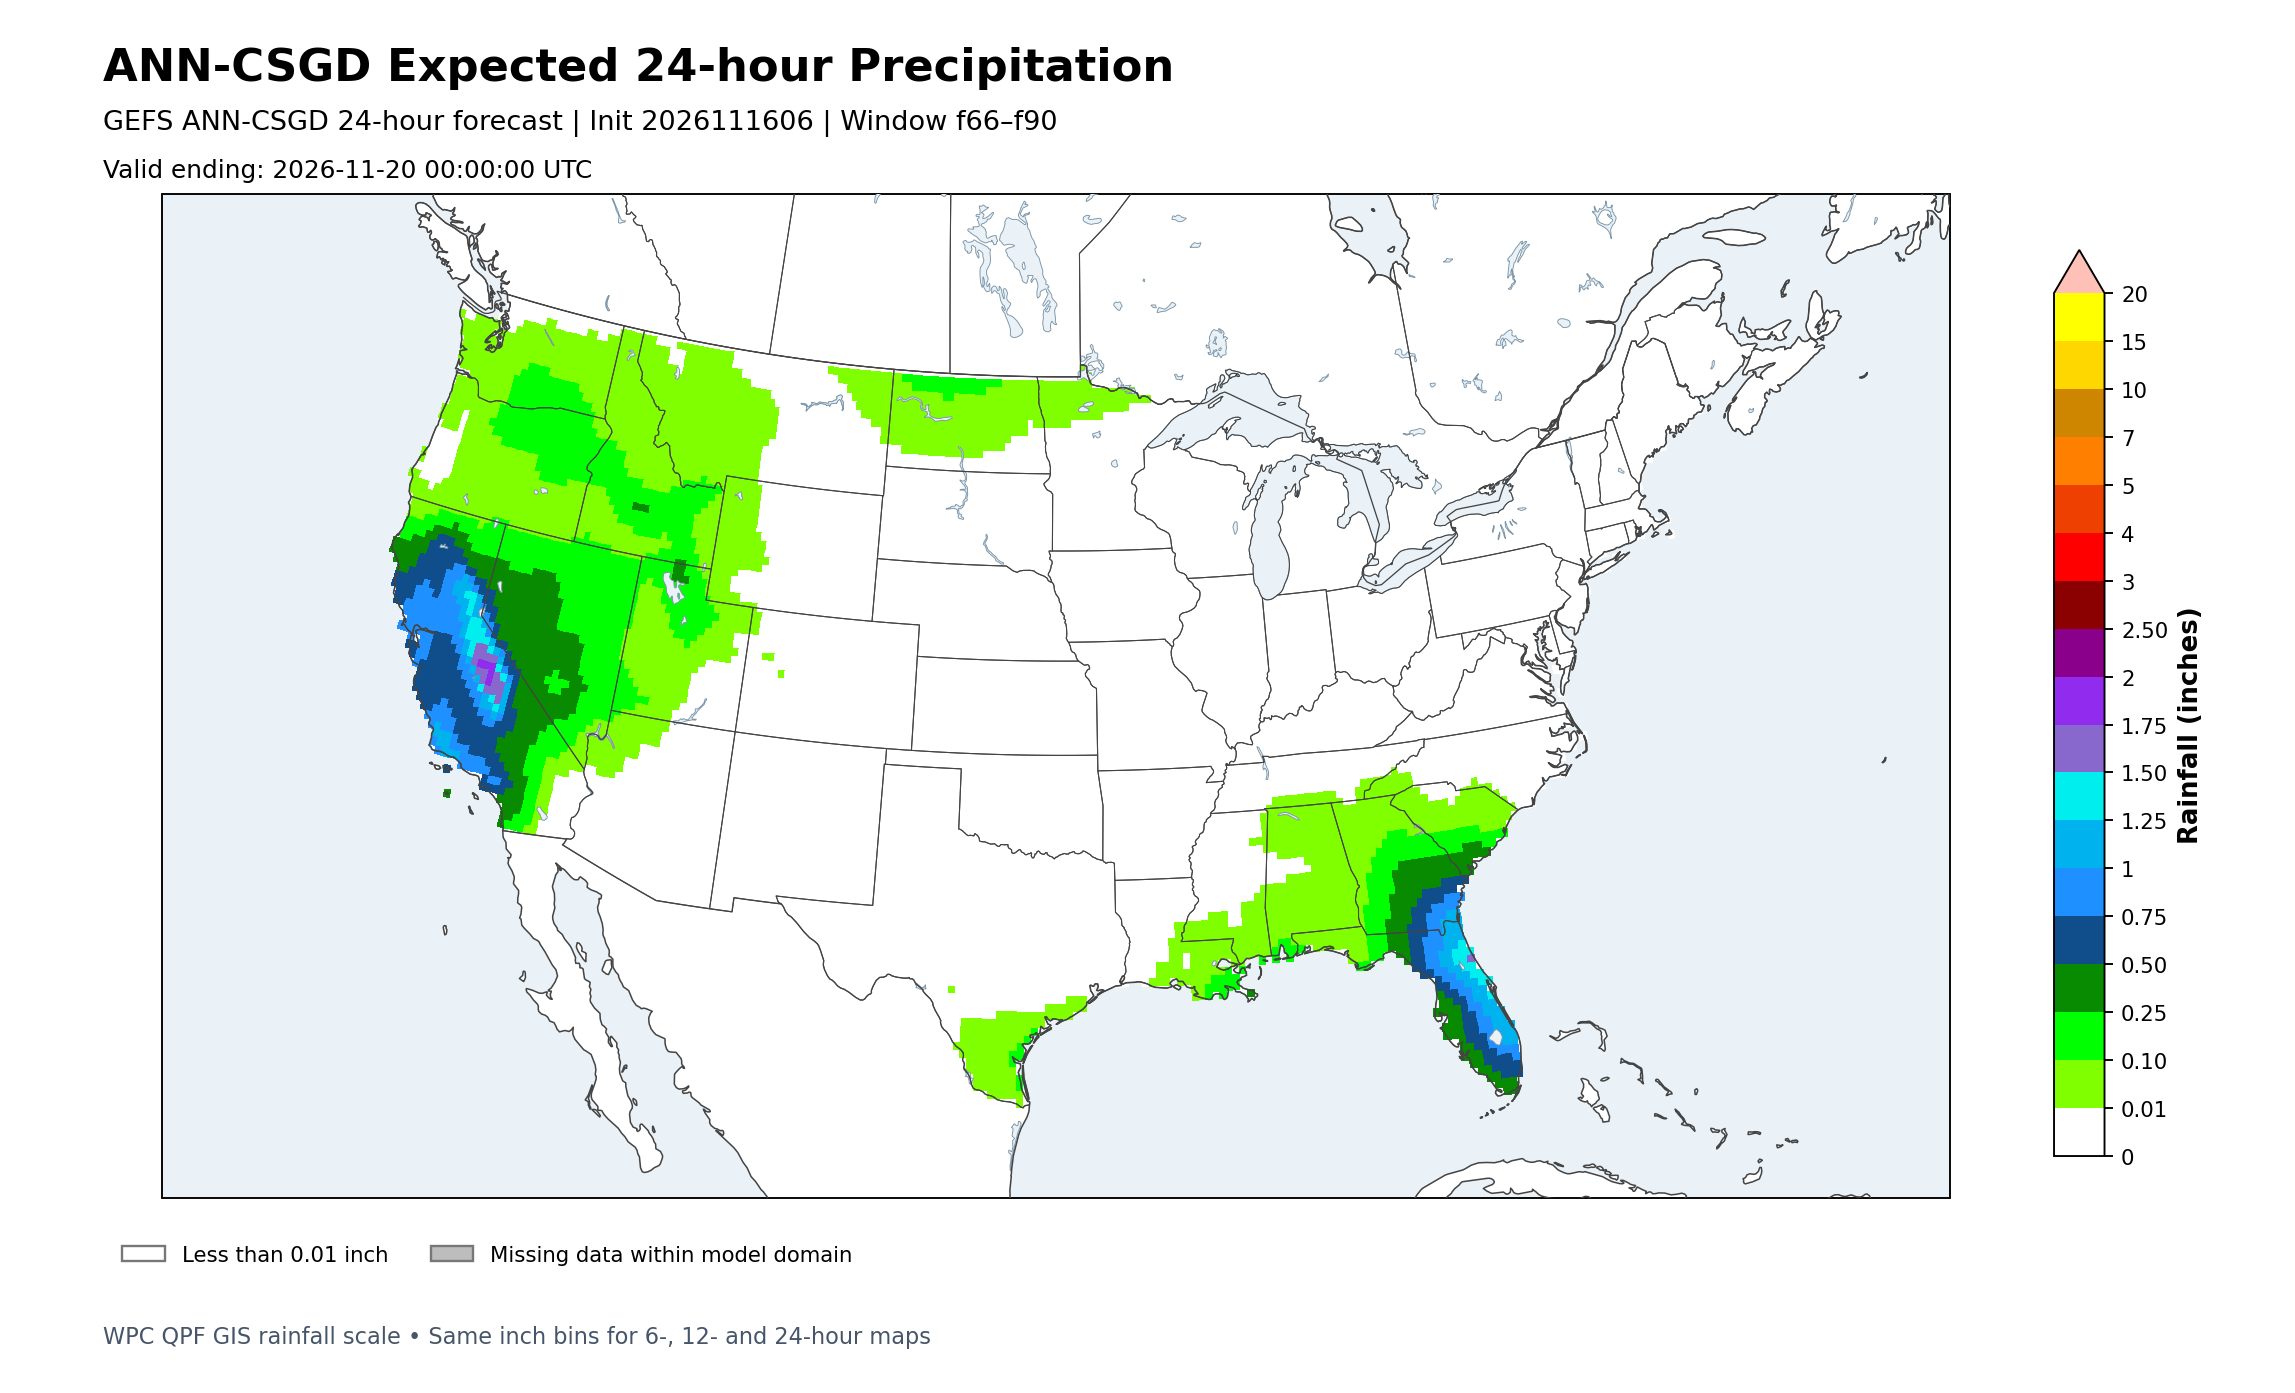 ANN-CSGD Expected 24-hour Precipitation
GEFS ANN-CSGD 24-hour forecast | Init 2026111606 | Window f66–f90
Valid ending: 2026-11-20 00:00:00 UTC
20
15
10
7
5
4
3
2.50
2
1.75
1.50
1.25
1
0.75
0.50
0.25
0.10
0.01
0
Rainfall (inches)
Less than 0.01 inch
Missing data within model domain
WPC QPF GIS rainfall scale • Same inch bins for 6-, 12- and 24-hour maps